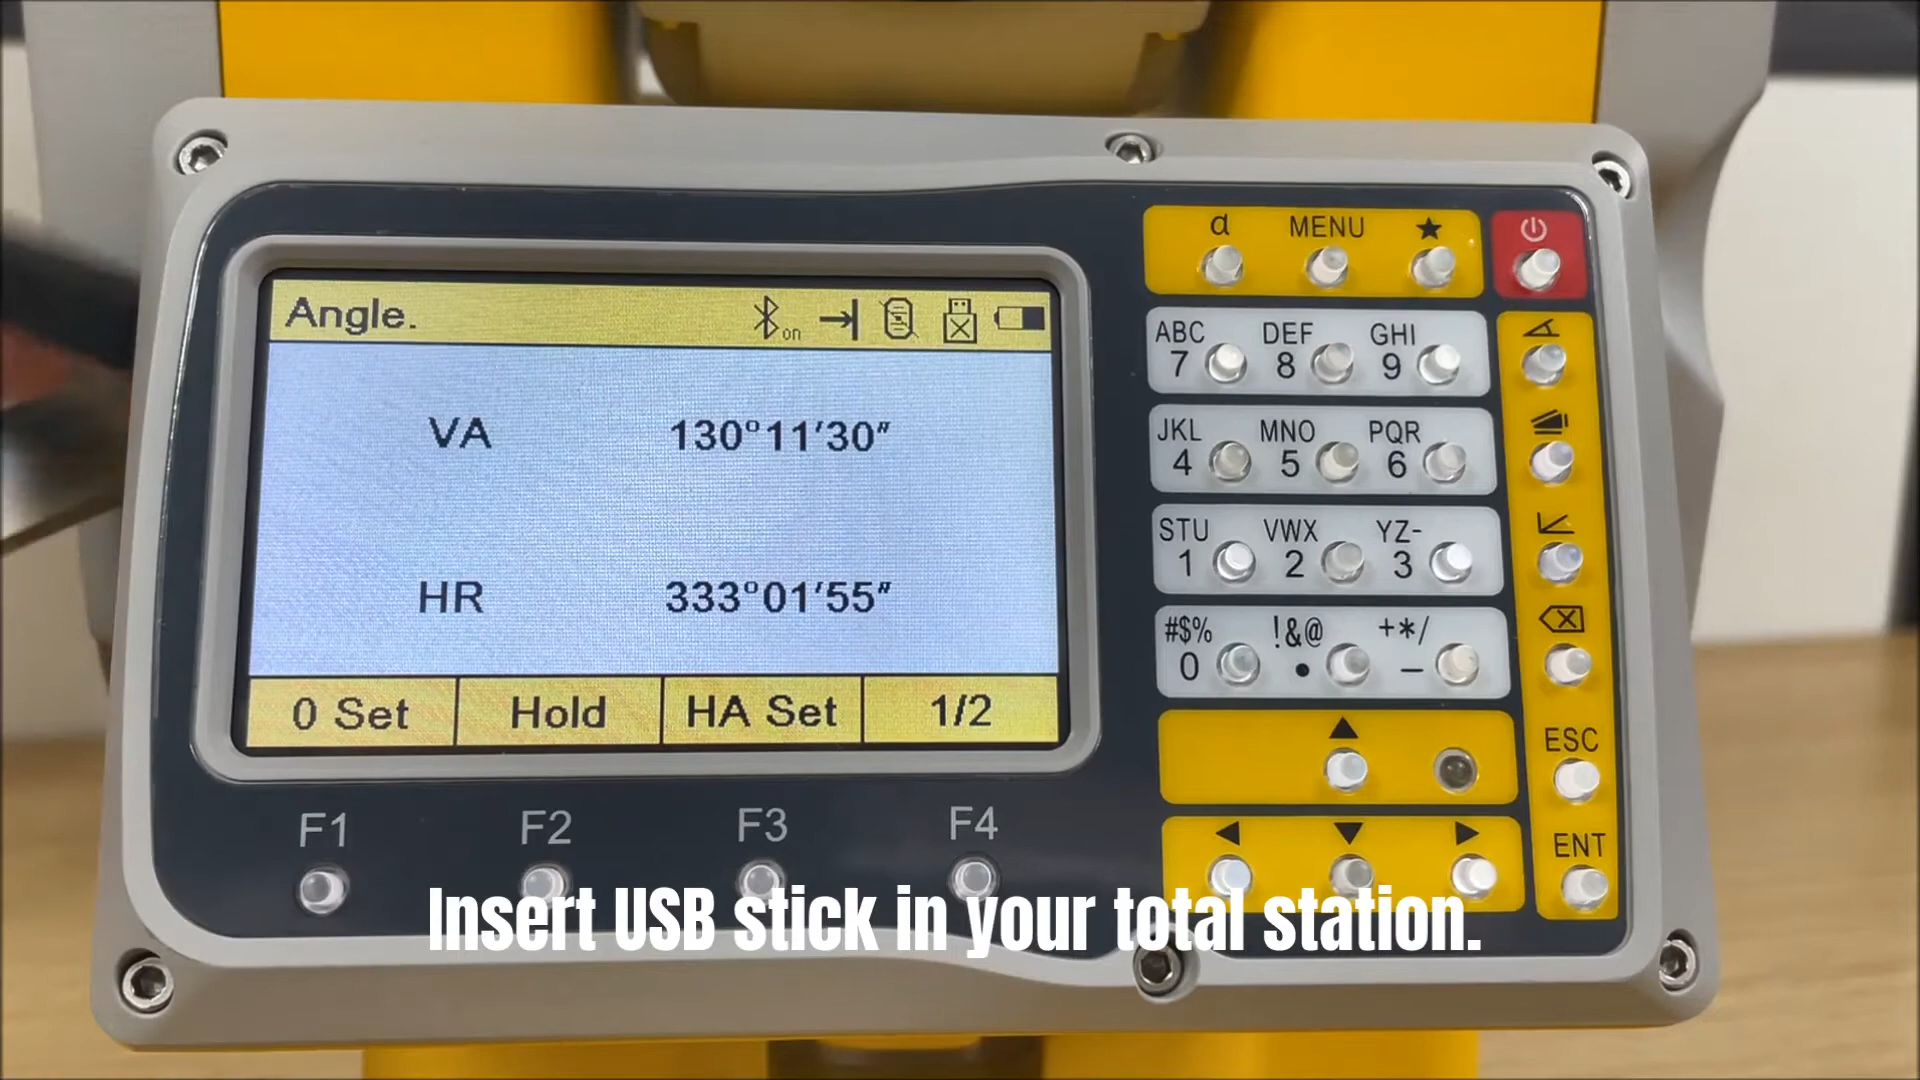 α MENU ★
Angle. on
ABC DEF GHI
7 8 9
VA 130°11'30"
JKL MNO PQR
4 5 6
STU VWX YZ-
1 2 3
HR 333°01'55"
#$% !&@ +*/
0 • –
0 Set Hold HA Set 1/2
ESC
F1 F2 F3 F4
ENT
Insert USB stick in your total station.